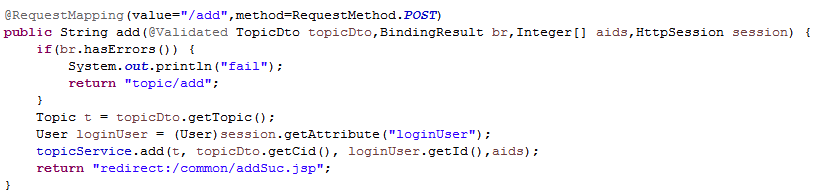 @RequestMapping(value="/add",method=RequestMethod.POST)
public String add(@Validated TopicDto topicDto,BindingResult br,Integer[] aids,HttpSession session) {
    if(br.hasErrors()) {
        System.out.println("fail");
        return "topic/add";
    }
    Topic t = topicDto.getTopic();
    User loginUser = (User)session.getAttribute("loginUser");
    topicService.add(t, topicDto.getCid(), loginUser.getId(),aids);
    return "redirect:/common/addSuc.jsp";
}